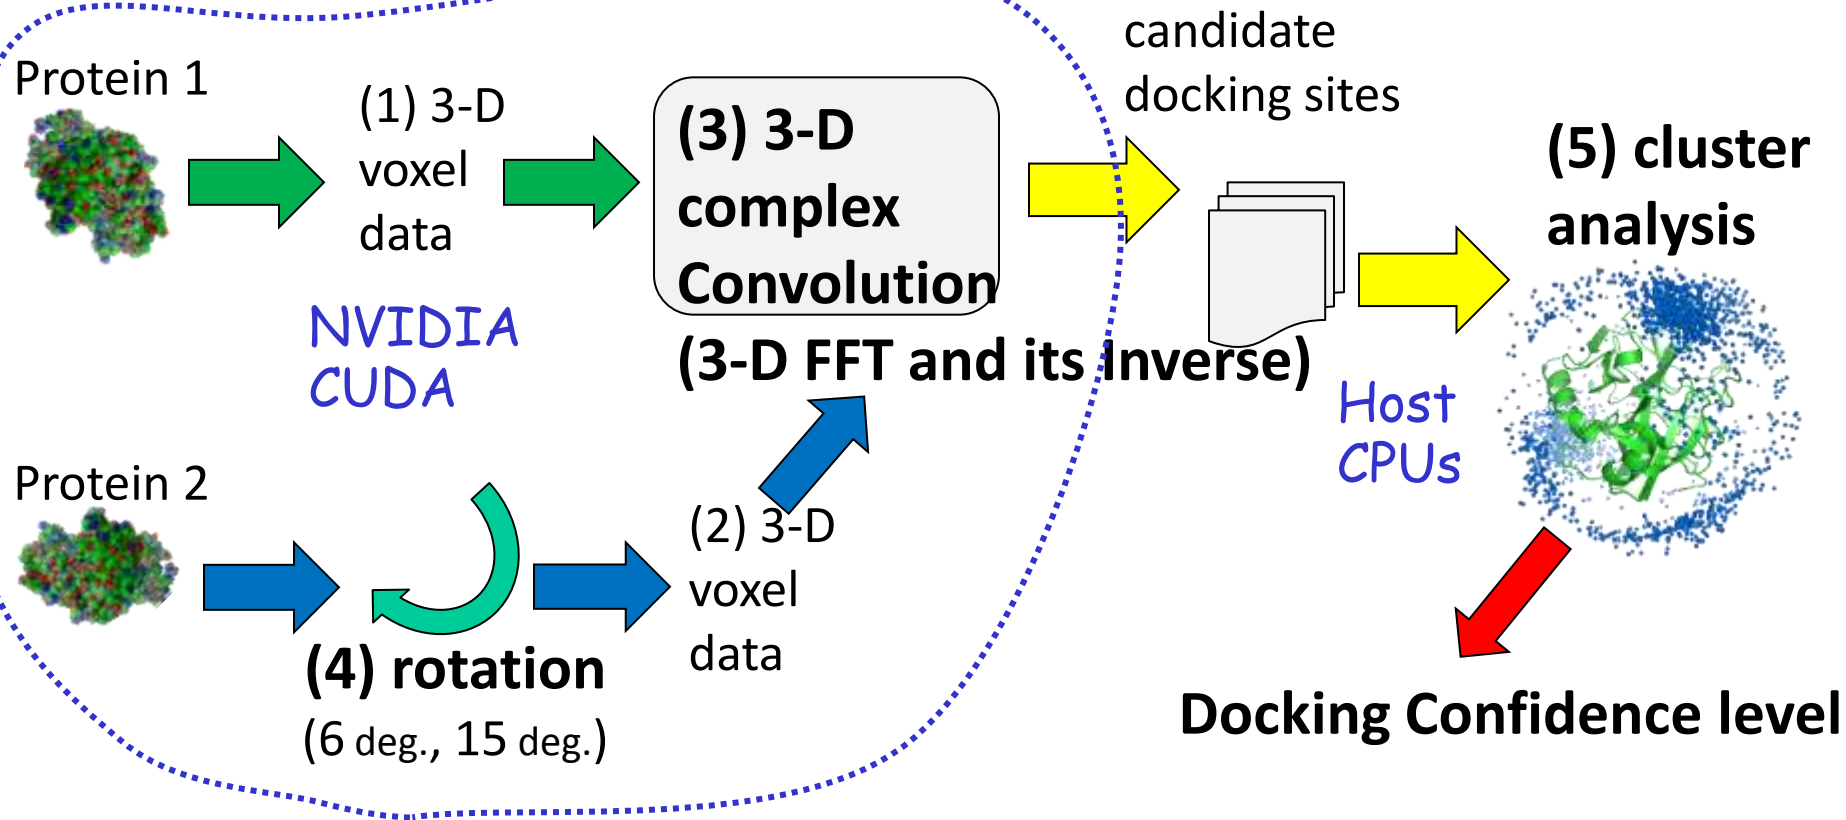 Protein 1
(1) 3-D
voxel
data
(3) 3-D
complex
Convolution
(3-D FFT and its Inverse)
candidate
docking sites
(5) cluster
analysis
NVIDIA
CUDA
Host
CPUs
Protein 2
(4) rotation
(6 deg., 15 deg.)
(2) 3-D
voxel
data
Docking Confidence level